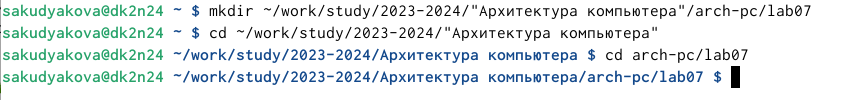 sakudyakova@dk2n24 ~ $ mkdir ~/work/study/2023-2024/"Архитектура компьютера"/arch-pc/lab07
sakudyakova@dk2n24 ~ $ cd ~/work/study/2023-2024/"Архитектура компьютера"
sakudyakova@dk2n24 ~/work/study/2023-2024/Архитектура компьютера $ cd arch-pc/lab07
sakudyakova@dk2n24 ~/work/study/2023-2024/Архитектура компьютера/arch-pc/lab07 $